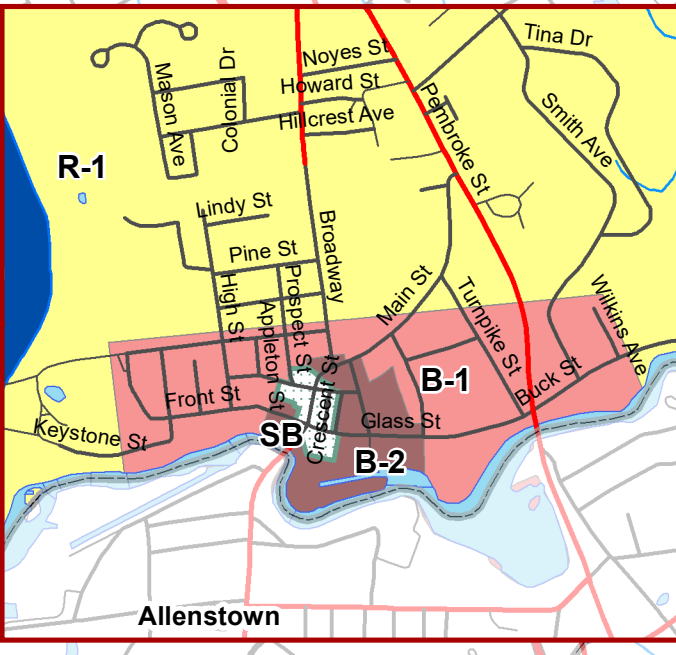 Tina Dr
Noyes St
Howard St
Mason Ave
Colonial Dr
Hillcrest Ave
Pembroke St
Smith Ave
R-1
Lindy St
Broadway
Pine St
High St
Prospect St
Main St
Appleton St
Turnpike St
Wilkins Ave
Crescent St
B-1
Buck St
Front St
Glass St
Keystone St
SB
B-2
Allenstown